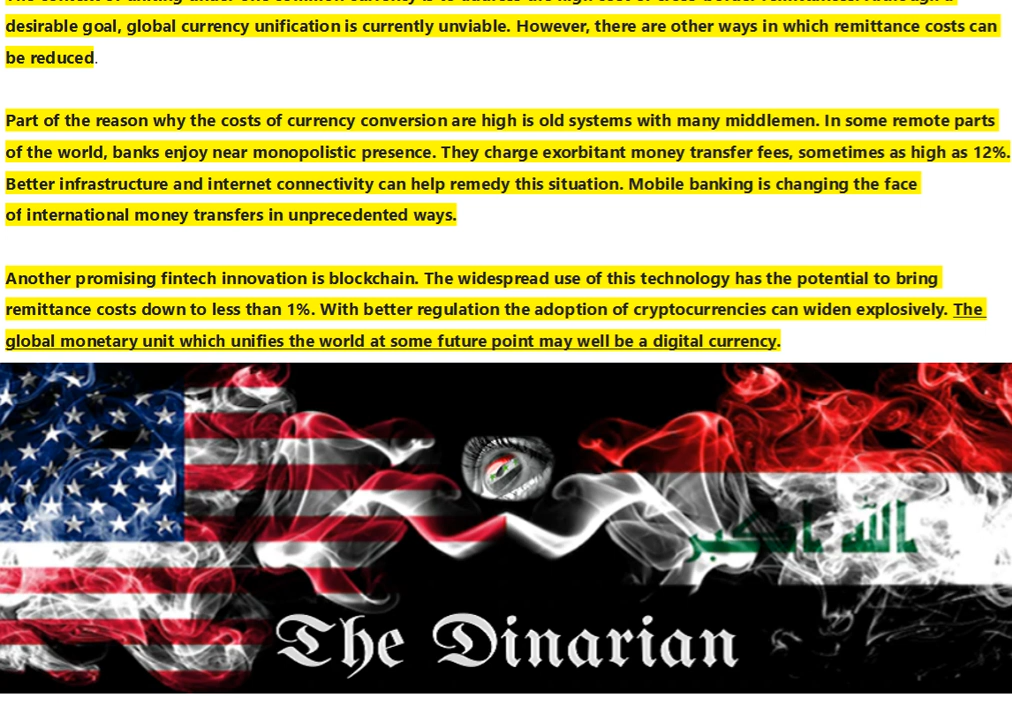 desirable goal, global currency unification is currently unviable. However, there are other ways in which remittance costs can
be reduced.
Part of the reason why the costs of currency conversion are high is old systems with many middlemen. In some remote parts
of the world, banks enjoy near monopolistic presence. They charge exorbitant money transfer fees, sometimes as high as 12%.
Better infrastructure and internet connectivity can help remedy this situation. Mobile banking is changing the face
of international money transfers in unprecedented ways.
Another promising fintech innovation is blockchain. The widespread use of this technology has the potential to bring
remittance costs down to less than 1%. With better regulation the adoption of cryptocurrencies can widen explosively. The
global monetary unit which unifies the world at some future point may well be a digital currency.
الله اكبر
The Dinarian